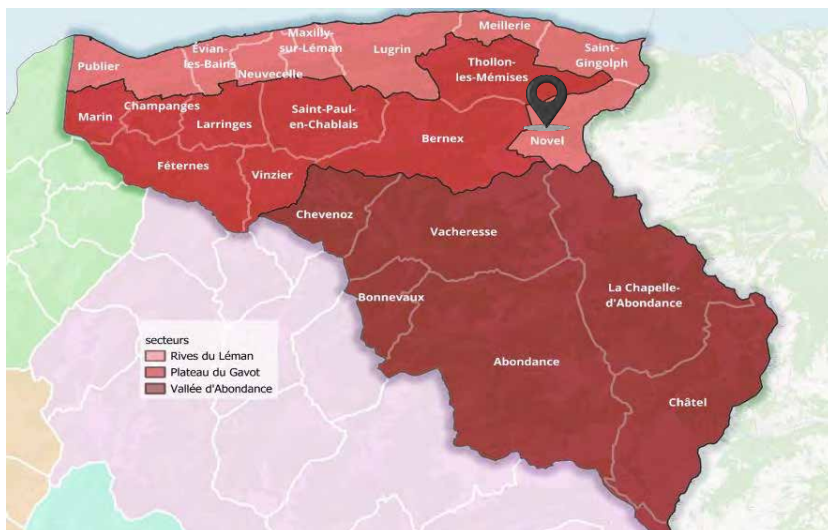 Meillerie
Maxilly-
sur-Léman
Évian-
les-Bains
Lugrin
Saint-
Gingolph
Publier
Neuvecelle
Thollon-
les-Mémises
Champanges
Marin
Larringes
Saint-Paul-
en-Chablais
Bernex
Novel
Féternes
Vinzier
Chevenoz
Vacheresse
Bonnevaux
La Chapelle-
d'Abondance
Abondance
Châtel
secteurs
Rives du Léman
Plateau du Gavot
Vallée d'Abondance